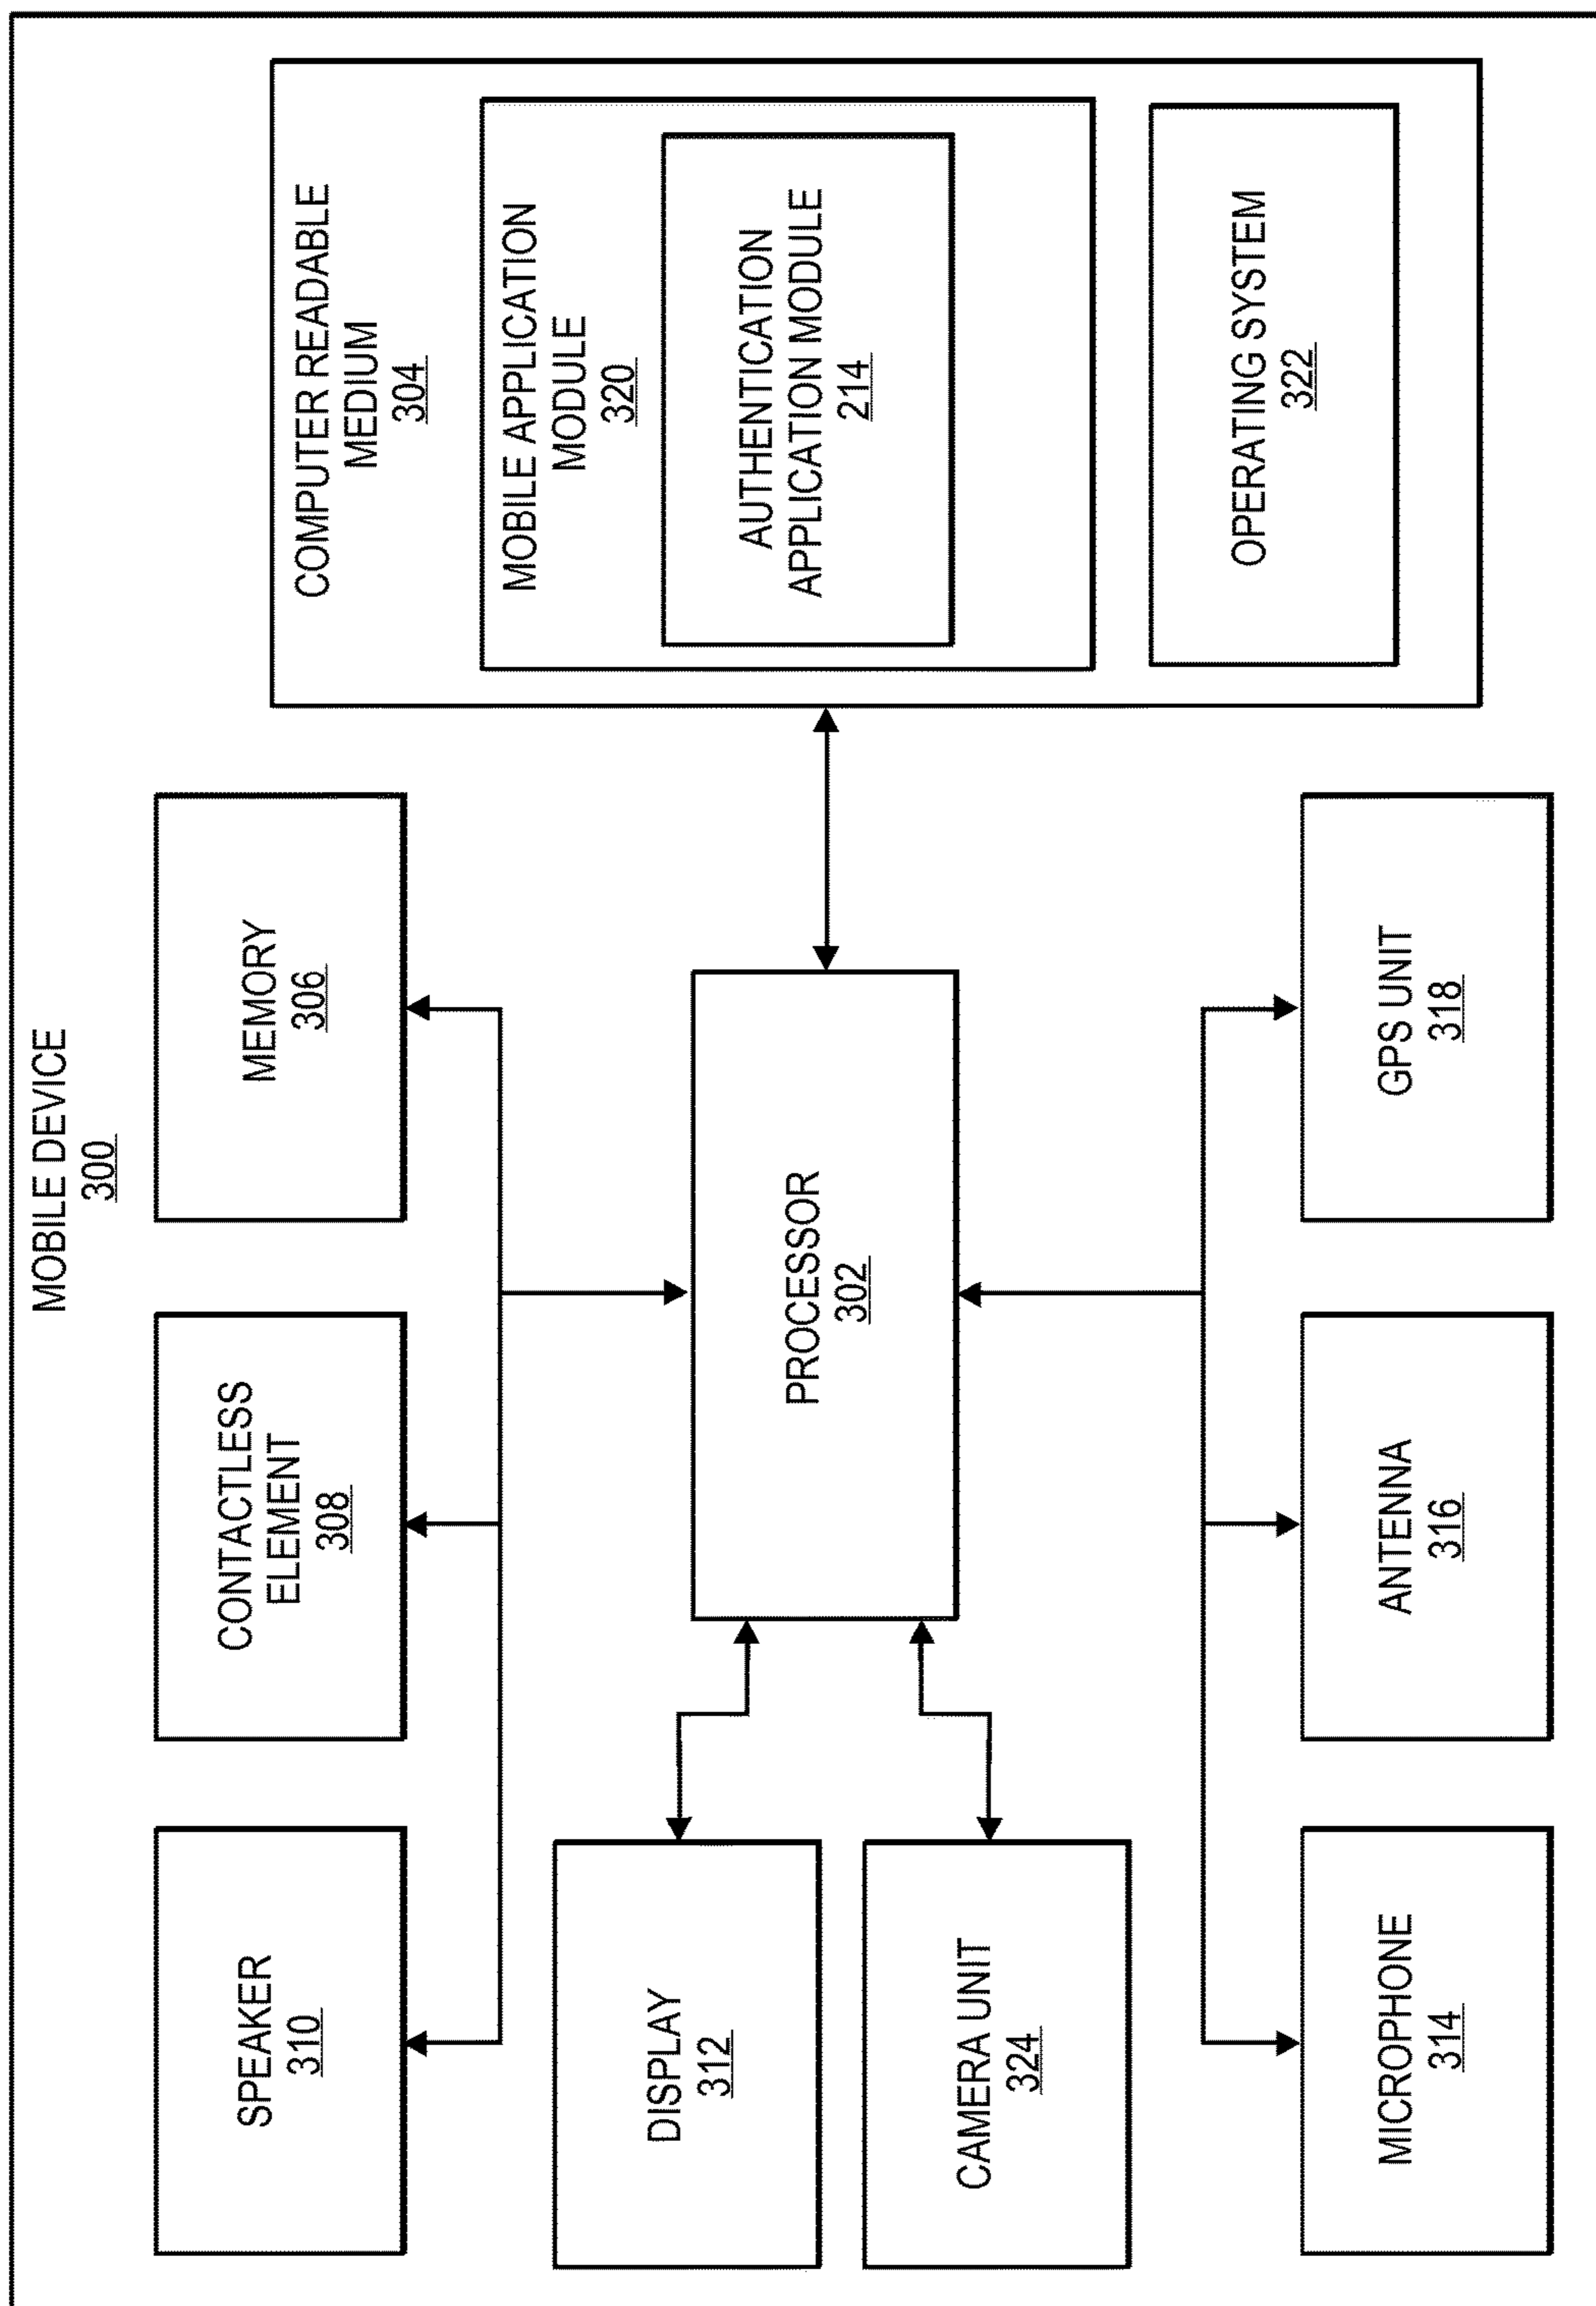 MOBILE DEVICE
300
SPEAKER
310
CONTACTLESS
ELEMENT
308
MEMORY
306
COMPUTER READABLE
MEDIUM
304
MOBILE APPLICATION
MODULE
320
AUTHENTICATION
APPLICATION MODULE
214
OPERATING SYSTEM
322
DISPLAY
312
PROCESSOR
302
CAMERA UNIT
324
MICROPHONE
314
ANTENNA
316
GPS UNIT
318